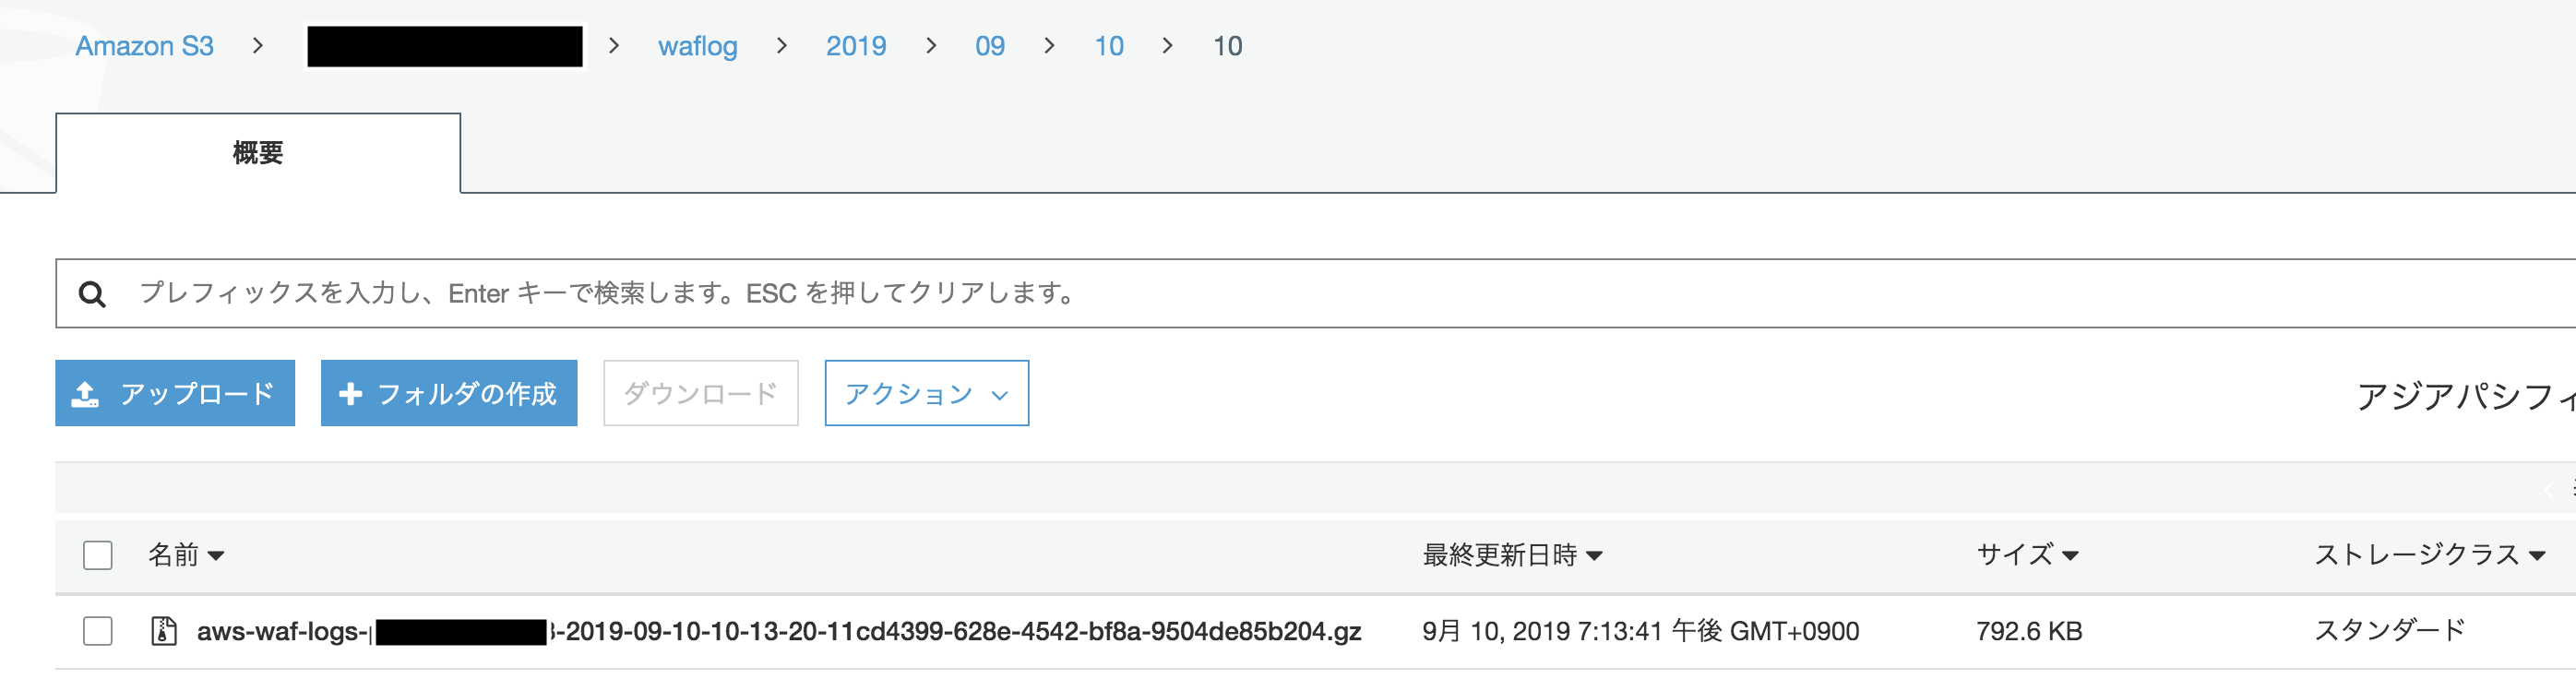 Amazon S3 > > waflog > 2019 > 09 > 10 > 10
概要
プレフィックスを入力し、Enter キーで検索します。ESC を押してクリアします。
アップロード フォルダの作成 ダウンロード アクション アジアパシフィ
名前 最終更新日時 サイズ ストレージクラス
aws-waf-logs- -2019-09-10-10-13-20-11cd4399-628e-4542-bf8a-9504de85b204.gz 9月 10, 2019 7:13:41 午後 GMT+0900 792.6 KB スタンダード